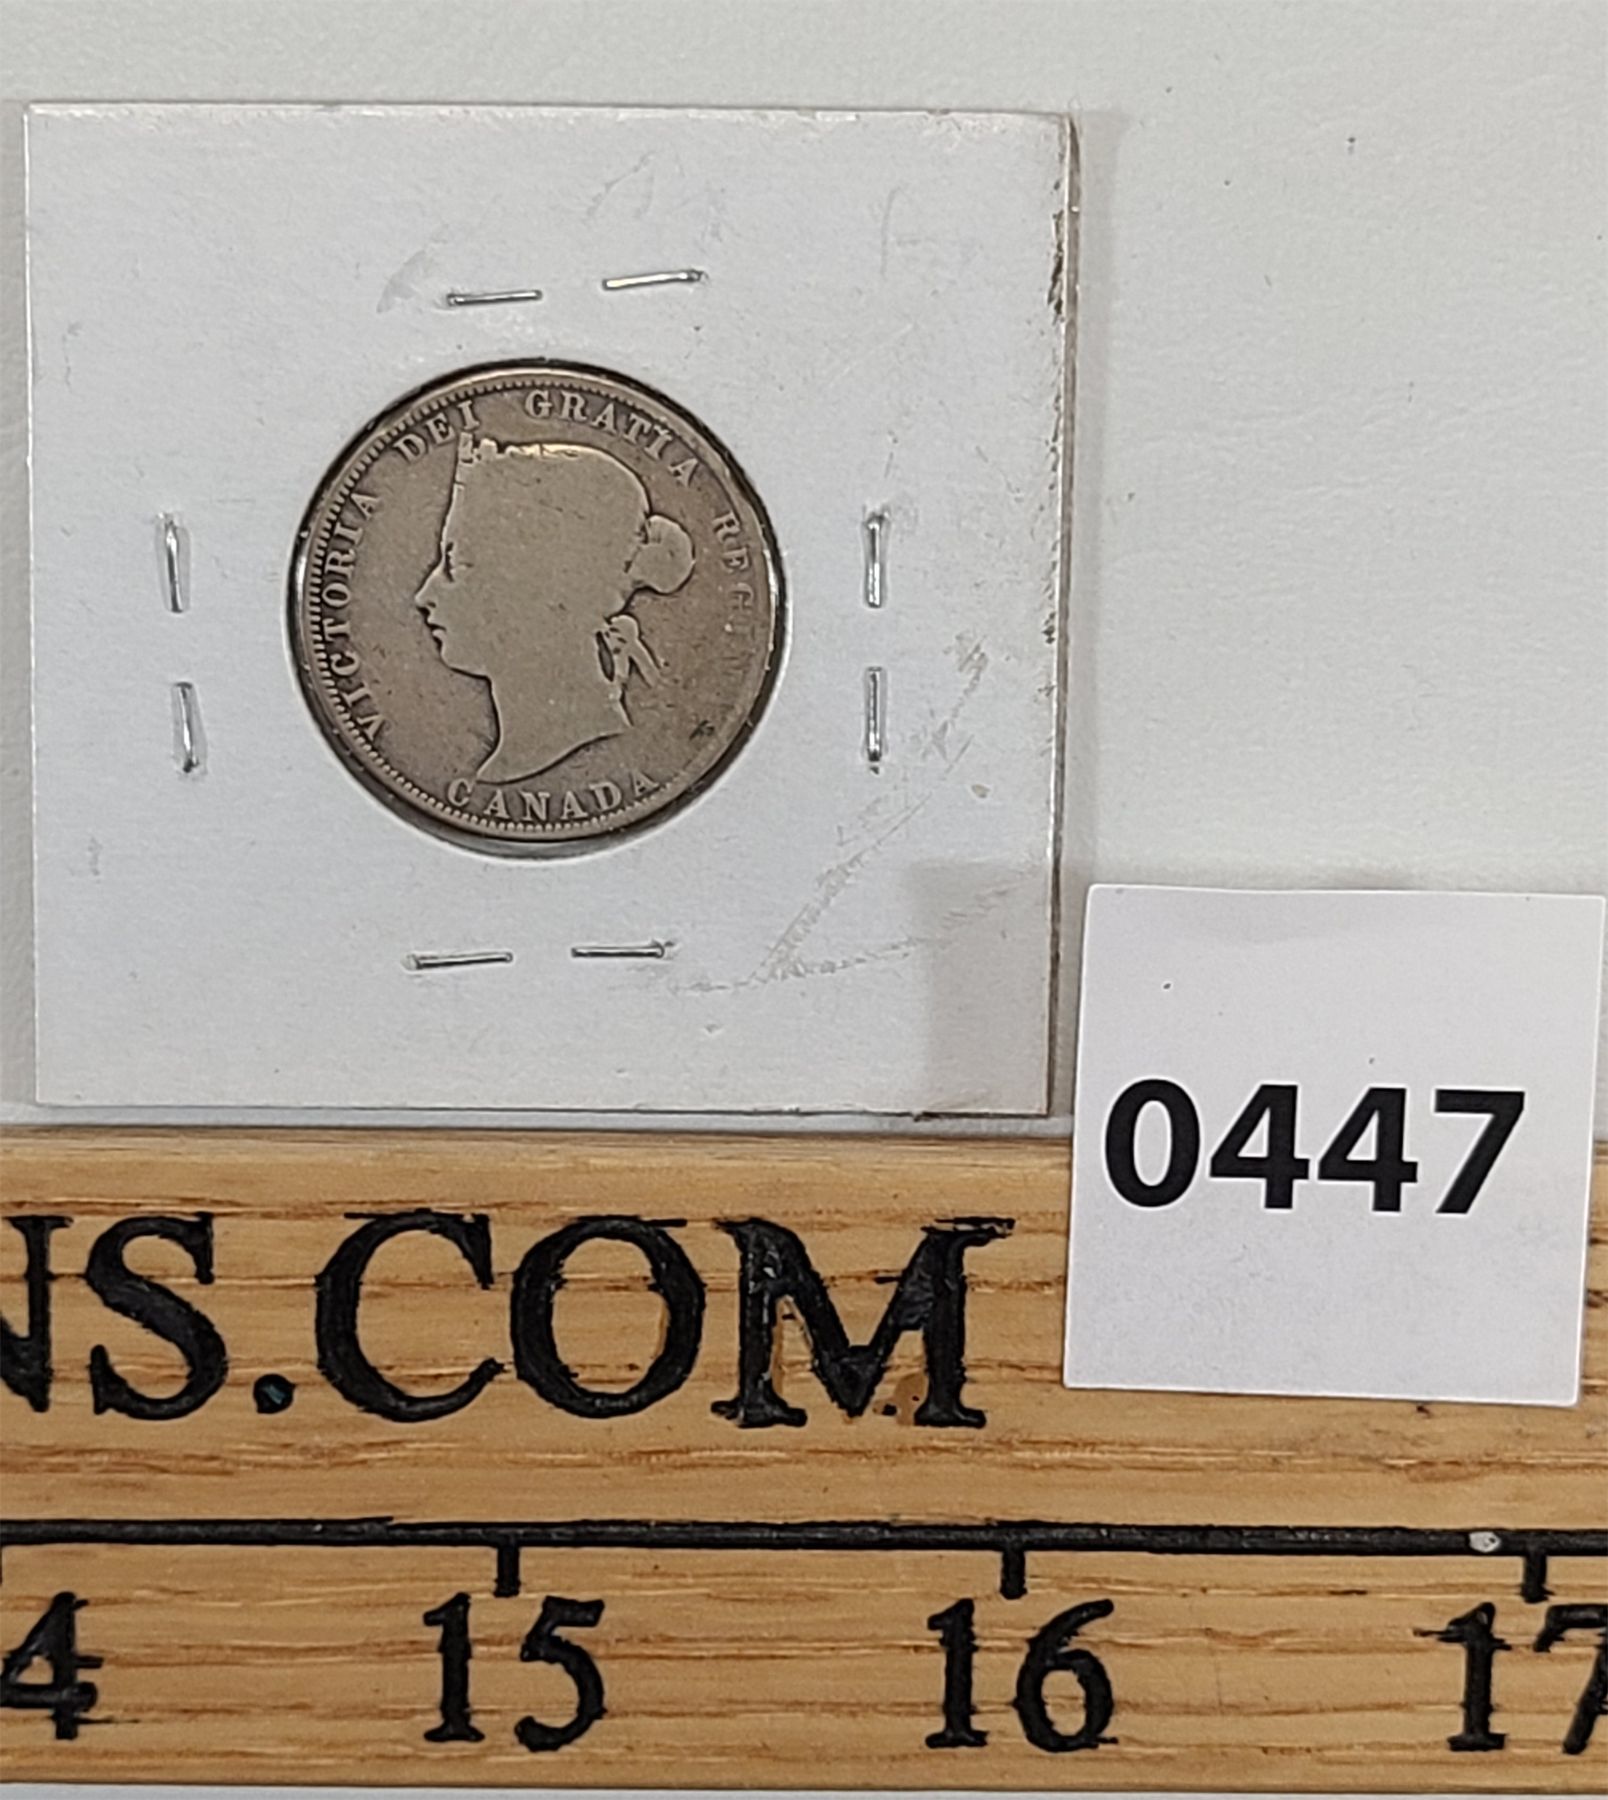 VICTORIA DEI GRATIA REGINA
CANADA
0447
NS.COM
4 15 16 17